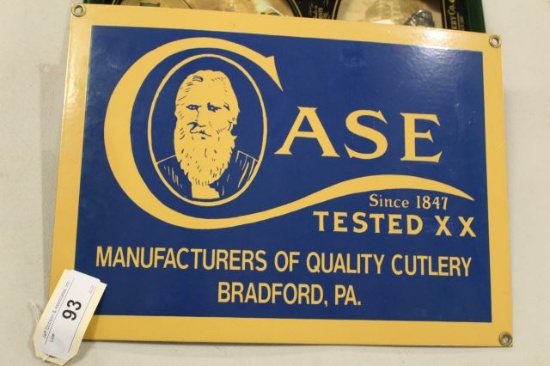 CASE
Since 1847
TESTED XX
MANUFACTURERS OF QUALITY CUTLERY
BRADFORD, PA.
93